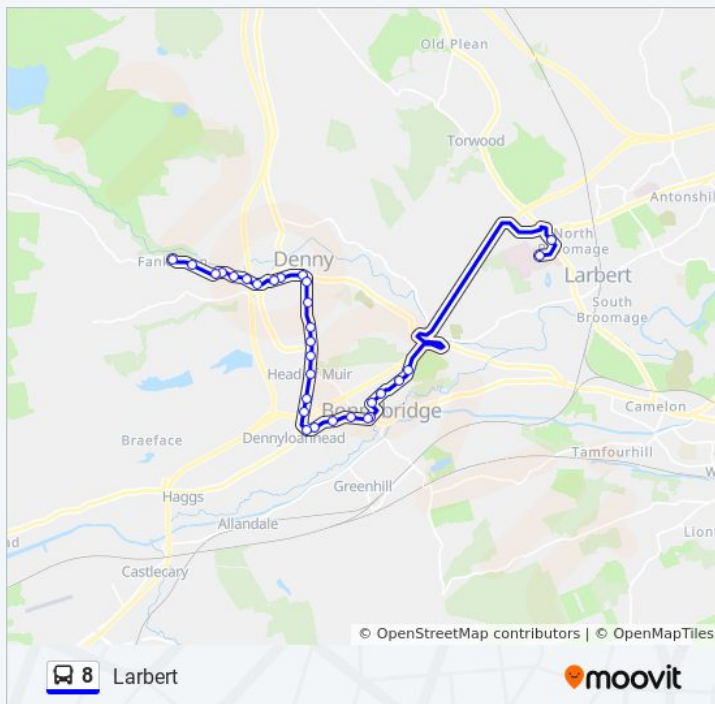 Old Plean
Torwood
Antonshill
North
Broomage
Fankerton
Denny
Larbert
South
Broomage
Head of Muir
Bonnybridge
Camelon
Braeface
Dennyloanhead
Tamfourhill
Greenhill
Haggs
Allandale
Castlecary
© OpenStreetMap contributors | © OpenMapTiles
8 Larbert
moovit